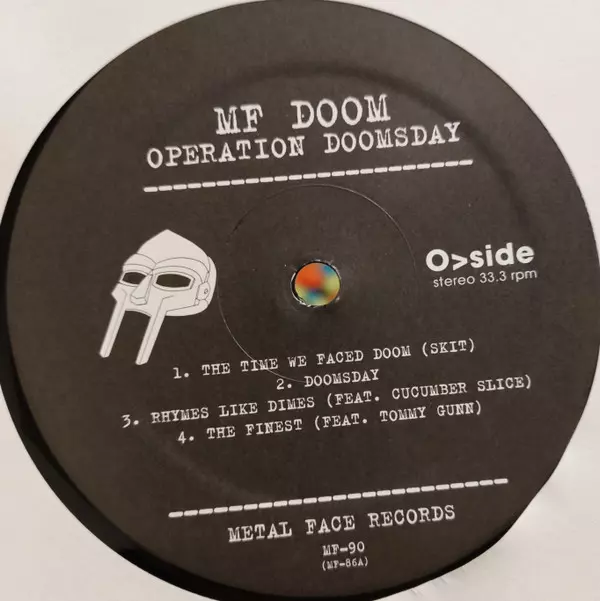 MF DOOM
OPERATION DOOMSDAY
O>side
stereo 33.3 rpm
1. THE TIME WE FACED DOOM (SKIT)
2. DOOMSDAY
3. RHYMES LIKE DIMES (FEAT. CUCUMBER SLICE)
4. THE FINEST (FEAT. TOMMY GUNN)
METAL FACE RECORDS
MF-90
(MF-86A)